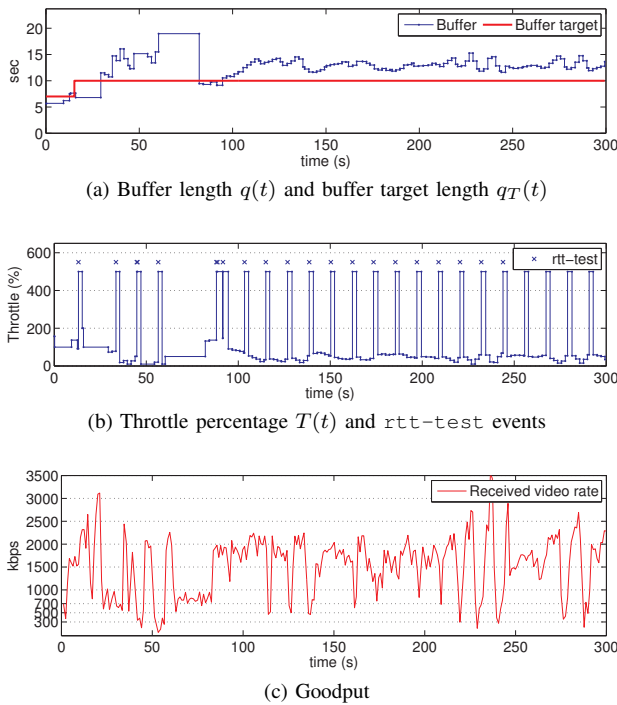 20
15
10
5
0
sec
Buffer
Buffer target
0 50 100 150 200 250 300
time (s)
(a) Buffer length q(t) and buffer target length q_T(t)
600
400
200
0
Throttle (%)
rtt-test
0 50 100 150 200 250 300
time (s)
(b) Throttle percentage T(t) and rtt-test events
3500
3000
2500
2000
1500
1000
700
500
300
kbps
Received video rate
0 50 100 150 200 250 300
time (s)
(c) Goodput